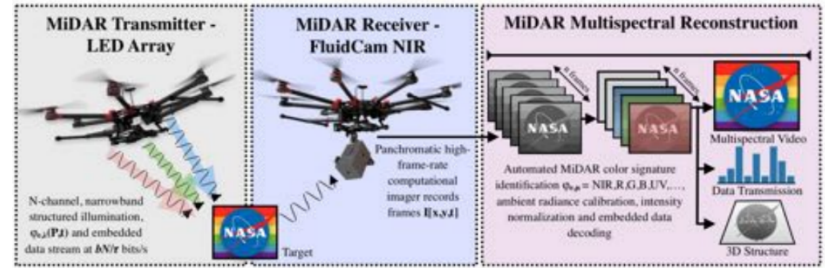 MiDAR Transmitter -
LED Array
N-channel, narrowband
structured illumination,
φn,λ(P,t) and embedded
data stream at bN/τ bits/s
NASA
Target
MiDAR Receiver -
FluidCam NIR
Panchromatic high-
frame-rate
computational
imager records
frames I[x,y,t]
MiDAR Multispectral Reconstruction
n frames
n frames
NASA
NASA
NASA
Multispectral Video
Data Transmission
3D Structure
Automated MiDAR color signature
identification = NIR,R,G,B,UV,…,
ambient radiance calibration, intensity
normalization and embedded data
decoding